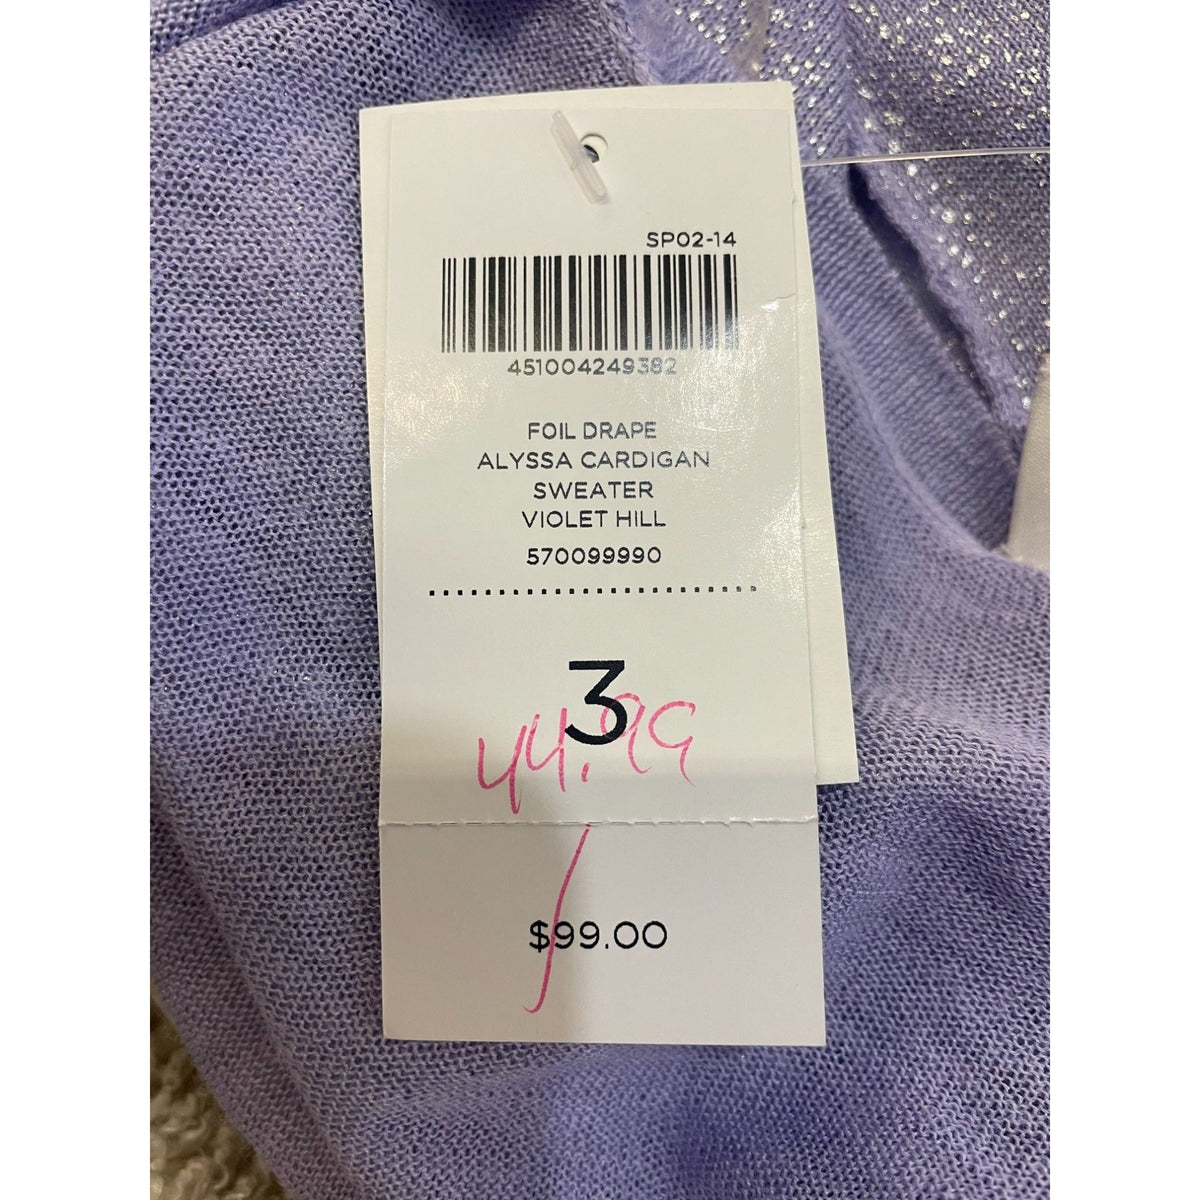 SP02-14
451004249382
FOIL DRAPE
ALYSSA CARDIGAN
SWEATER
VIOLET HILL
570099990
3
44.99
$99.00